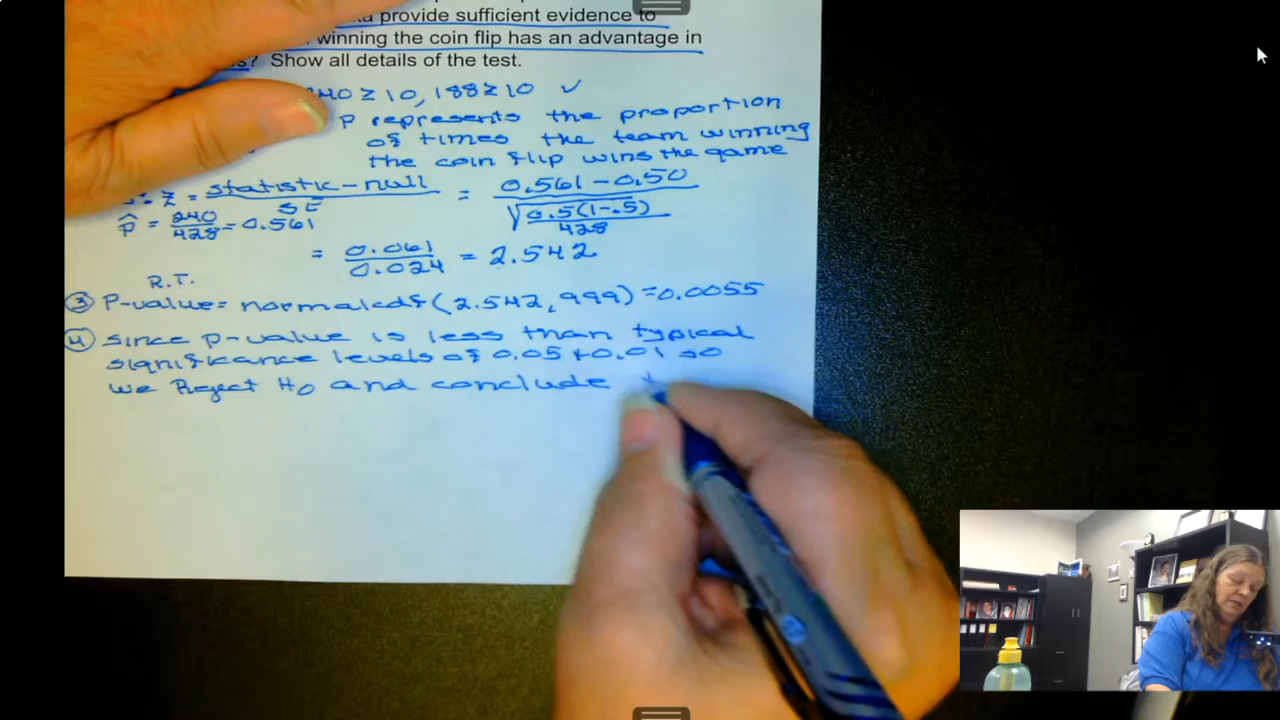 provide sufficient evidence to
winning the coin flip has an advantage in
? Show all details of the test.
≥ 10, 188 ≥ 10 ✓
P represents the proportion
of times the team winning
the coin flip wins the game
z = statistic - null / SE = 0.561 - 0.50 / √(0.5(1-.5) / 428)
p̂ = 240/428 = 0.561
= 0.061 / 0.024 = 2.542
R.T.
③ P-value = normalcdf(2.542, 999) = 0.0055
④ Since p-value is less than typical
significance levels of 0.05 + 0.01 so
we Reject H₀ and conclude